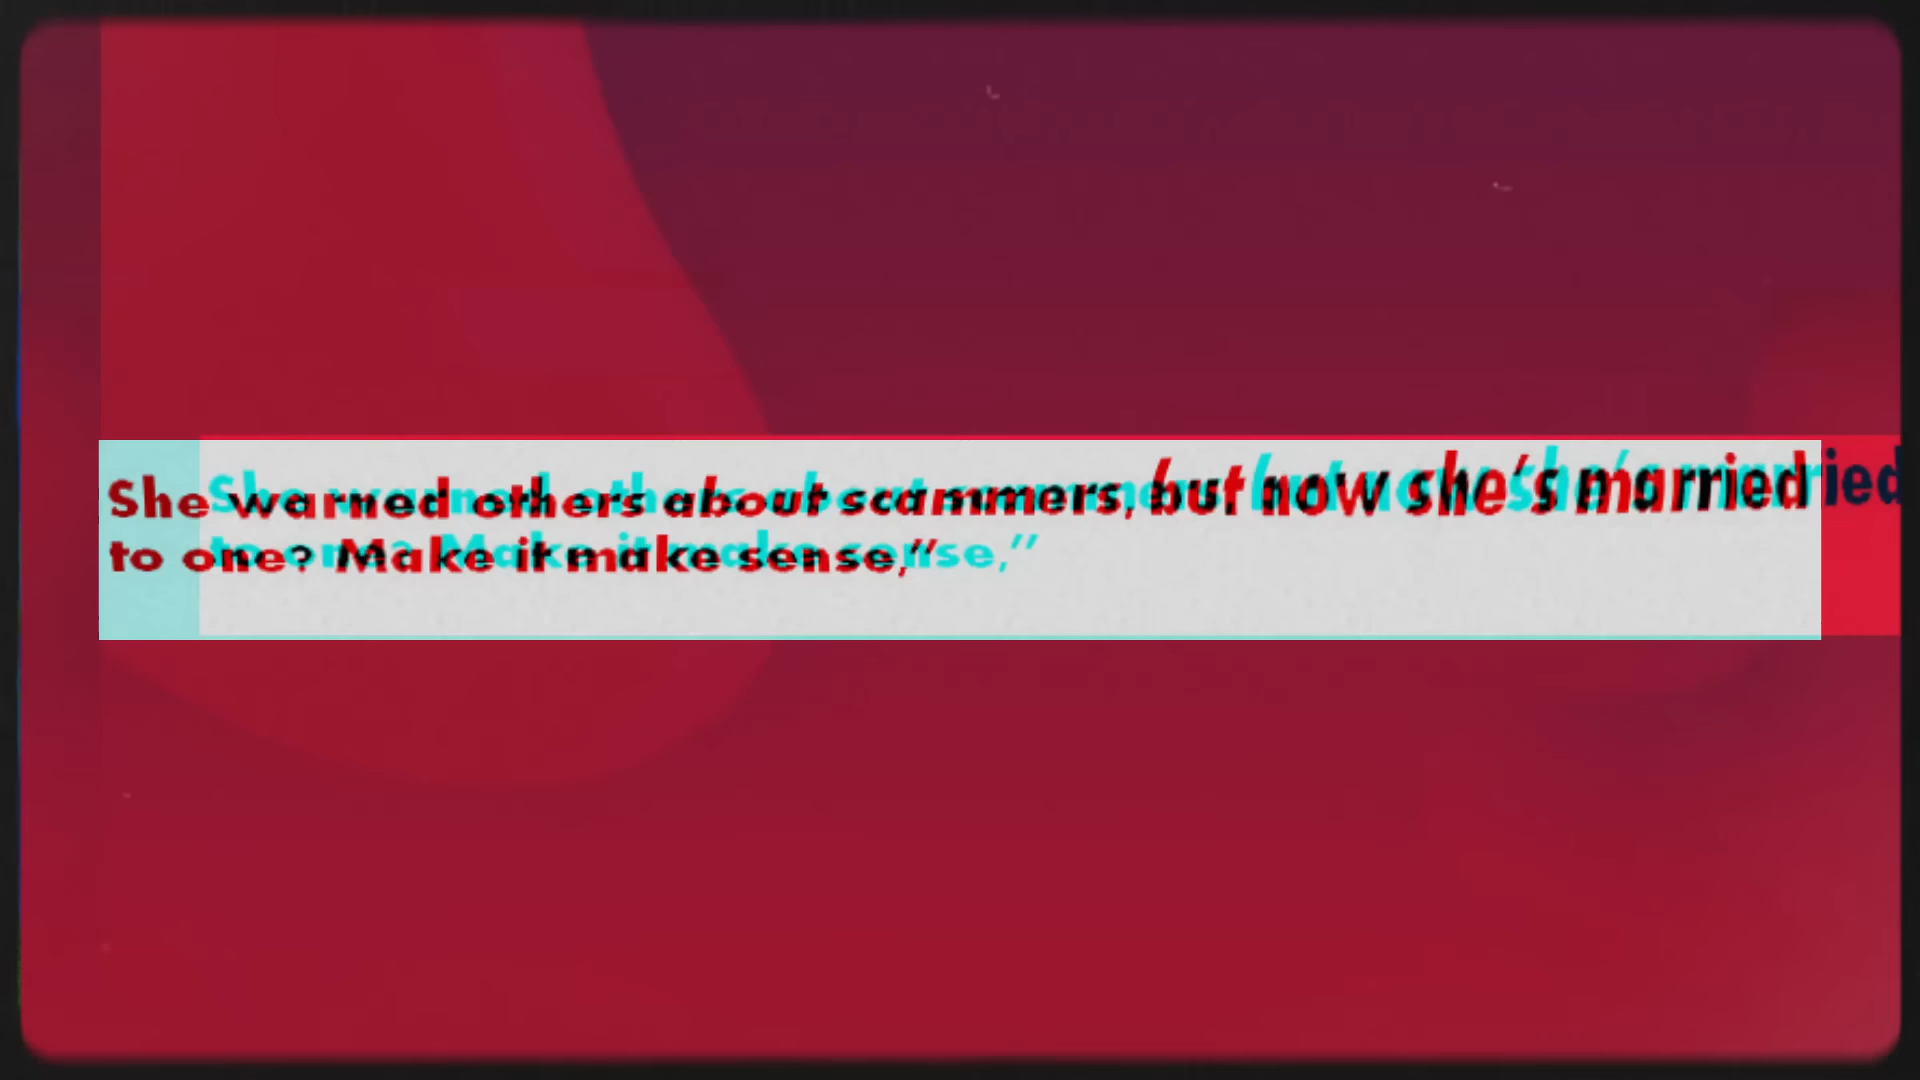 She warned others about scammers, but now she's married
to one? Make it make sense,”